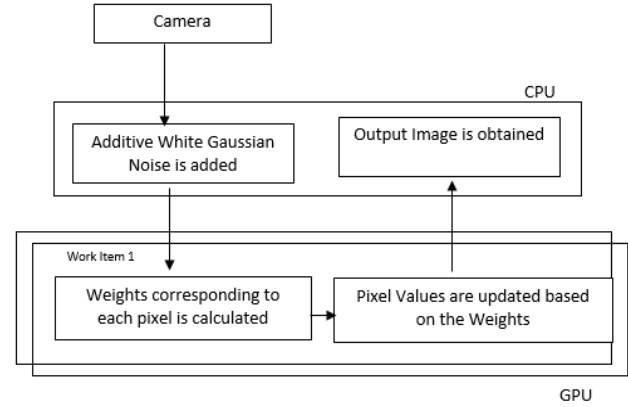 Camera
CPU
Additive White Gaussian
Noise is added
Output Image is obtained
Work Item 1
Weights corresponding to
each pixel is calculated
Pixel Values are updated based
on the Weights
GPU